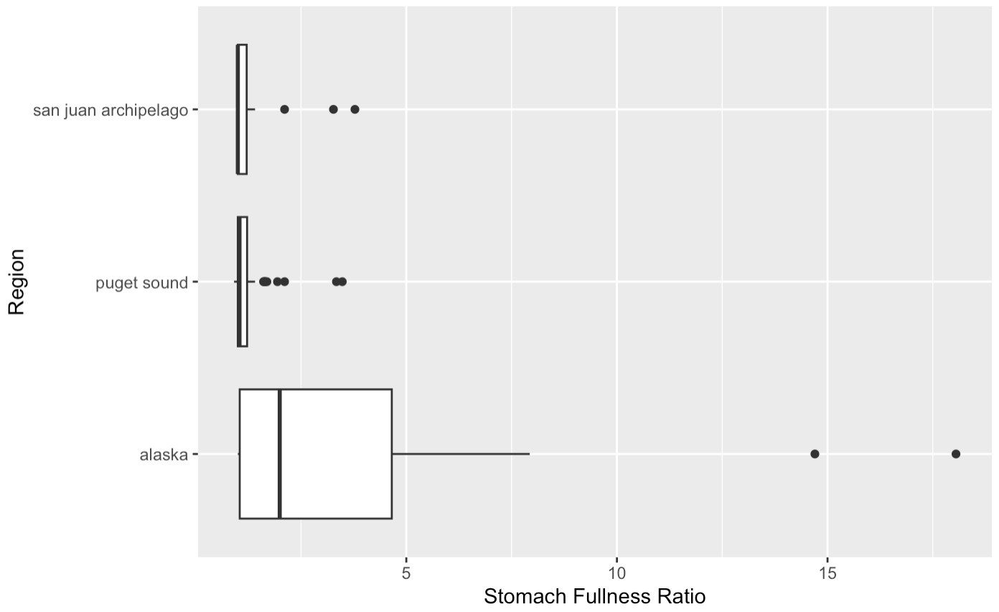 san juan archipelago
puget sound
alaska
Region
5
10
15
Stomach Fullness Ratio